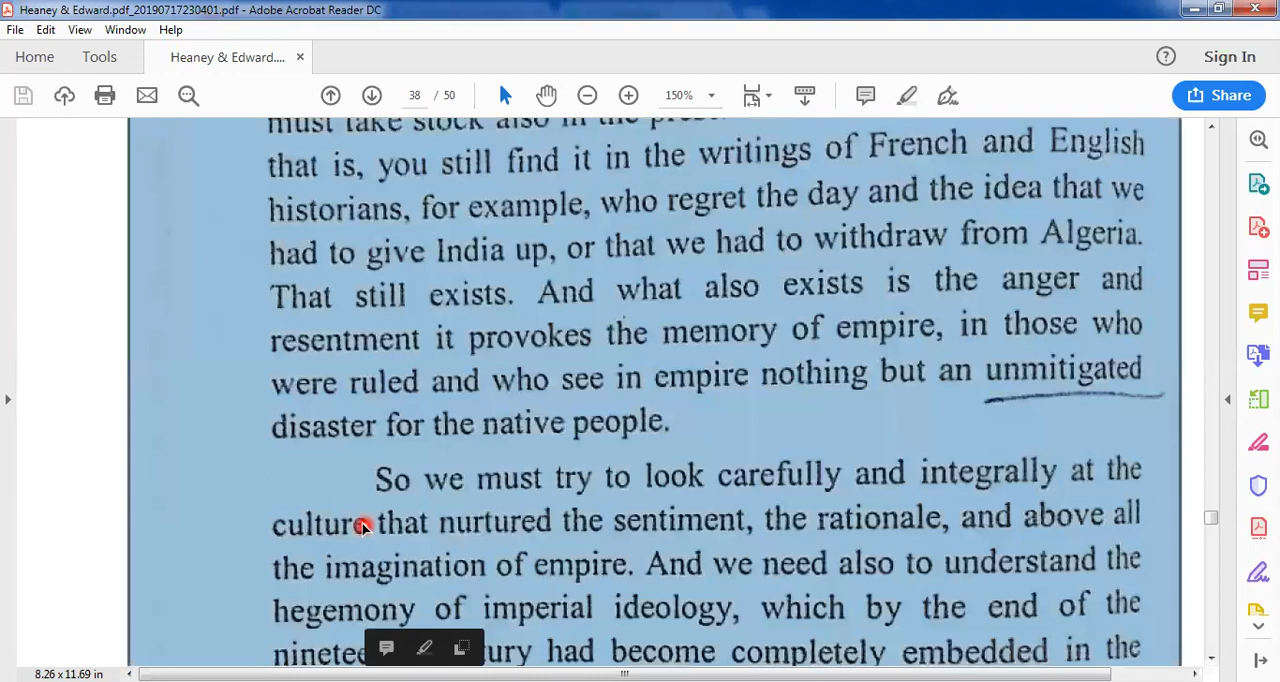 Heaney & Edward.pdf_20190717230401.pdf - Adobe Acrobat Reader DC
File Edit View Window Help
Home Tools Heaney & Edward.... × Sign In
38 / 50 150% Share
must take stock also in the
that is, you still find it in the writings of French and English
historians, for example, who regret the day and the idea that we
had to give India up, or that we had to withdraw from Algeria.
That still exists. And what also exists is the anger and
resentment it provokes the memory of empire, in those who
were ruled and who see in empire nothing but an unmitigated
disaster for the native people.
So we must try to look carefully and integrally at the
culture that nurtured the sentiment, the rationale, and above all
the imagination of empire. And we need also to understand the
hegemony of imperial ideology, which by the end of the
had become completely embedded in the
8.26 x 11.69 in